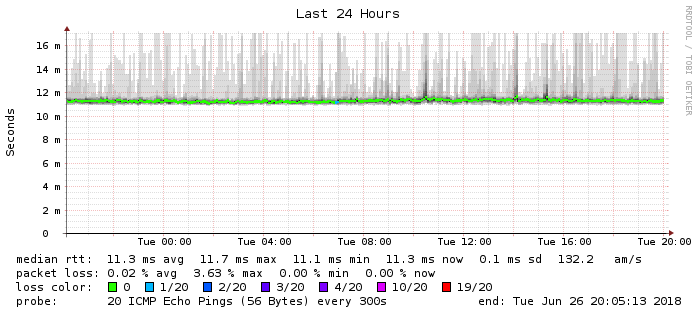 Last 24 Hours
RRDTOOL / TOBI OETIKER
Seconds
16 m
14 m
12 m
10 m
8 m
6 m
4 m
2 m
0
Tue 00:00 Tue 04:00 Tue 08:00 Tue 12:00 Tue 16:00 Tue 20:00
median rtt: 11.3 ms avg 11.7 ms max 11.1 ms min 11.3 ms now 0.1 ms sd 132.2 am/s
packet loss: 0.02 % avg 3.63 % max 0.00 % min 0.00 % now
loss color: 0 1/20 2/20 3/20 4/20 10/20 19/20
probe: 20 ICMP Echo Pings (56 Bytes) every 300s end: Tue Jun 26 20:05:13 2018